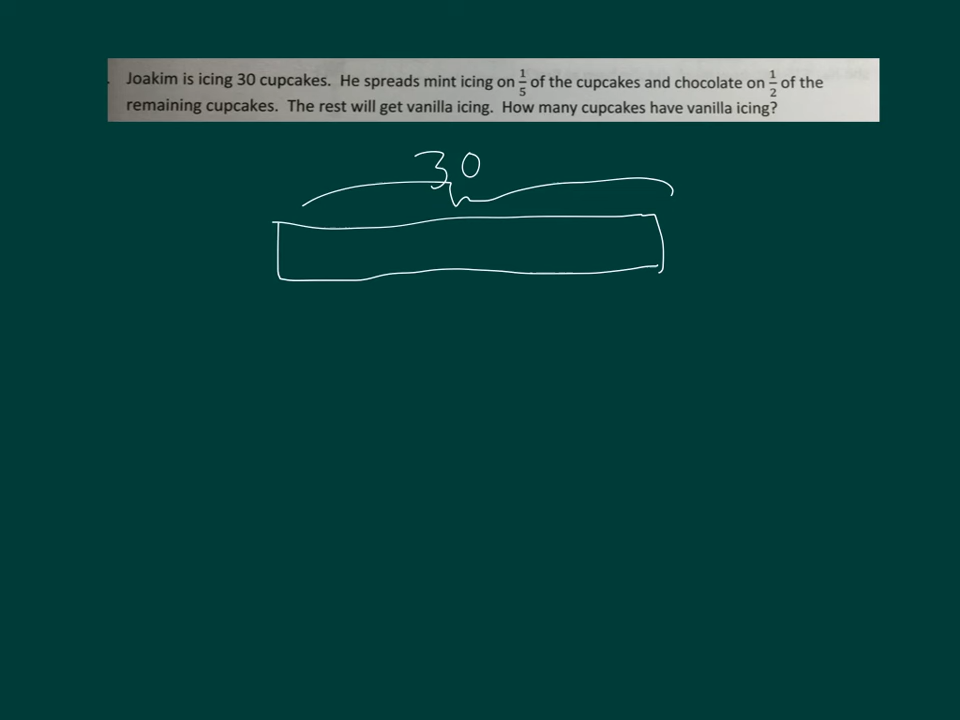 Joakim is icing 30 cupcakes. He spreads mint icing on 1/5 of the cupcakes and chocolate on 1/2 of the
remaining cupcakes. The rest will get vanilla icing. How many cupcakes have vanilla icing?
30